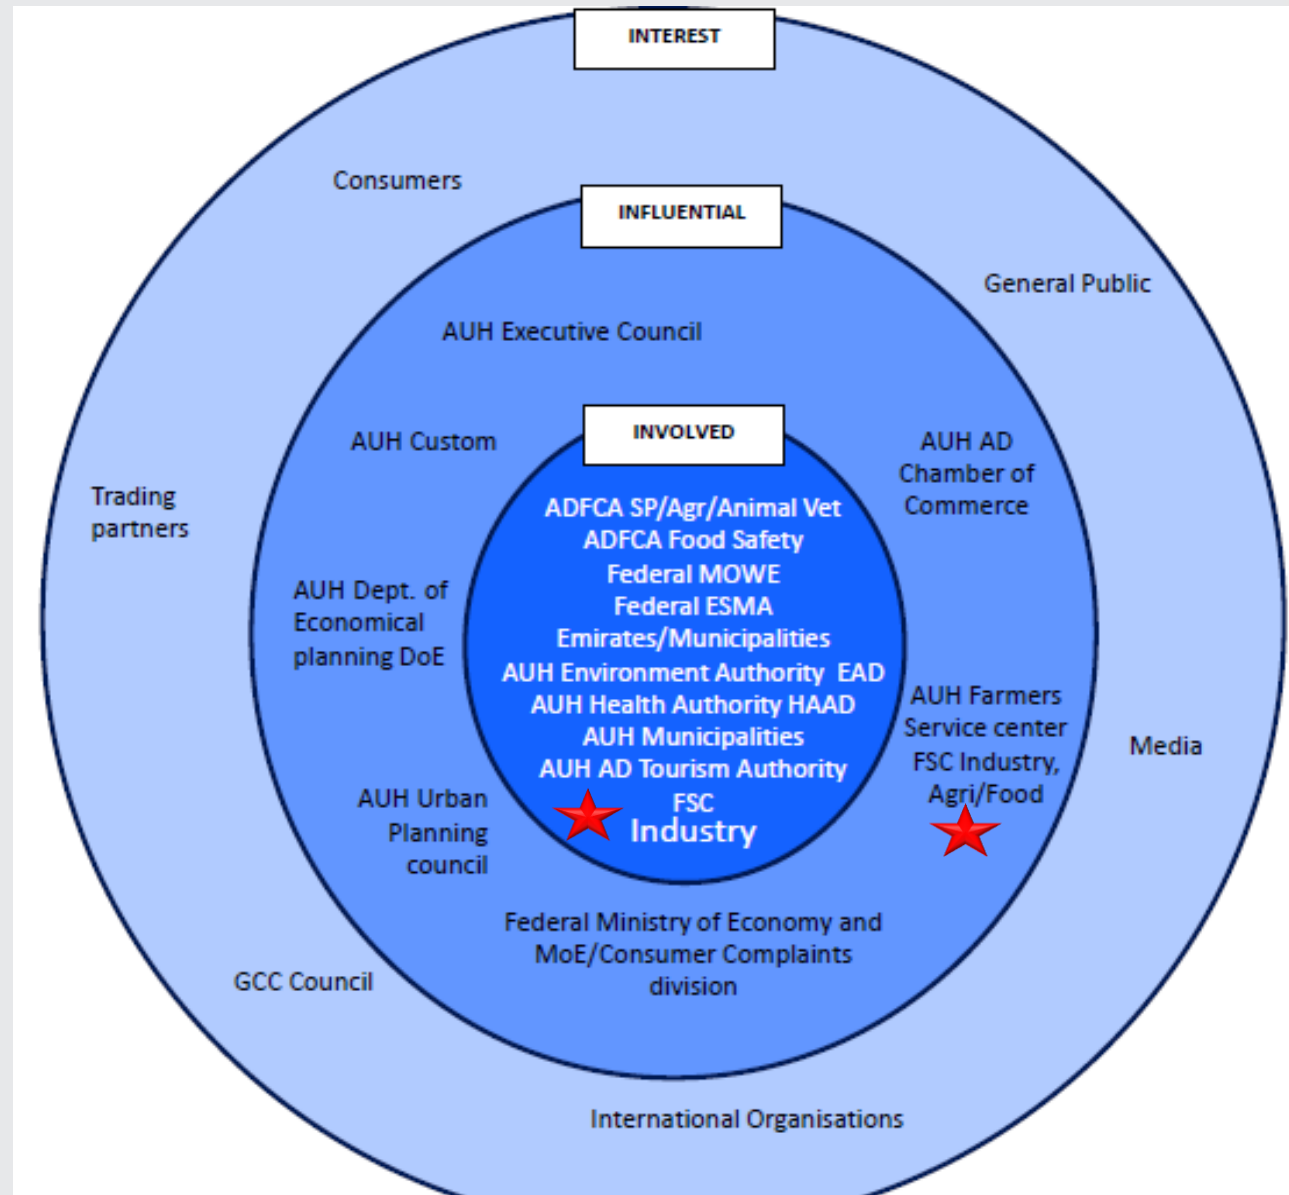 INTEREST
Consumers
INFLUENTIAL
General Public
AUH Executive Council
INVOLVED
AUH Custom
AUH AD
Chamber of
Commerce
Trading
partners
ADFCA SP/Agr/Animal Vet
ADFCA Food Safety
Federal MOWE
Federal ESMA
Emirates/Municipalities
AUH Environment Authority EAD
AUH Health Authority HAAD
AUH Municipalities
AUH AD Tourism Authority
FSC
Industry
AUH Dept. of
Economical
planning DoE
AUH Farmers
Service center
FSC Industry,
Agri/Food
Media
AUH Urban
Planning
council
Federal Ministry of Economy and
MoE/Consumer Complaints
division
GCC Council
International Organisations